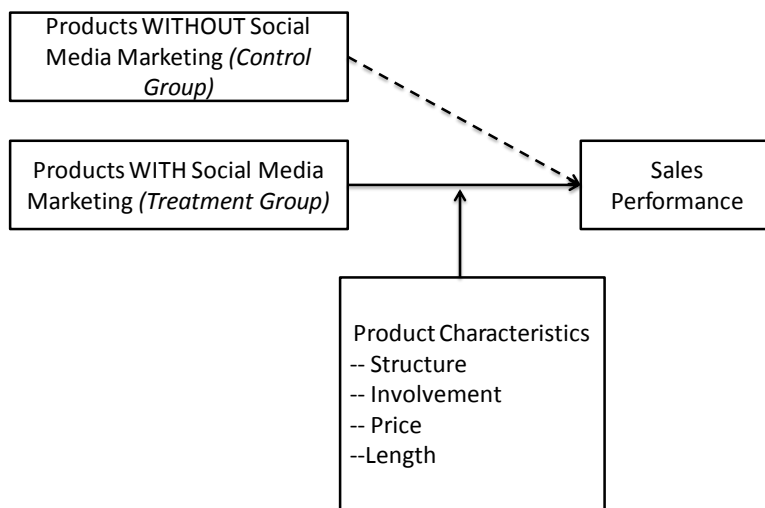 Products WITHOUT Social
Media Marketing (Control
Group)
Products WITH Social Media
Marketing (Treatment Group)
Sales
Performance
Product Characteristics
-- Structure
-- Involvement
-- Price
--Length